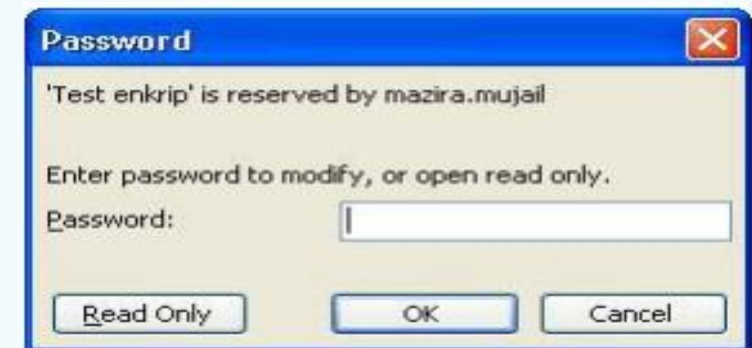 Password
'Test enkrip' is reserved by mazira.mujail
Enter password to modify, or open read only.
Password:
Read Only
OK
Cancel